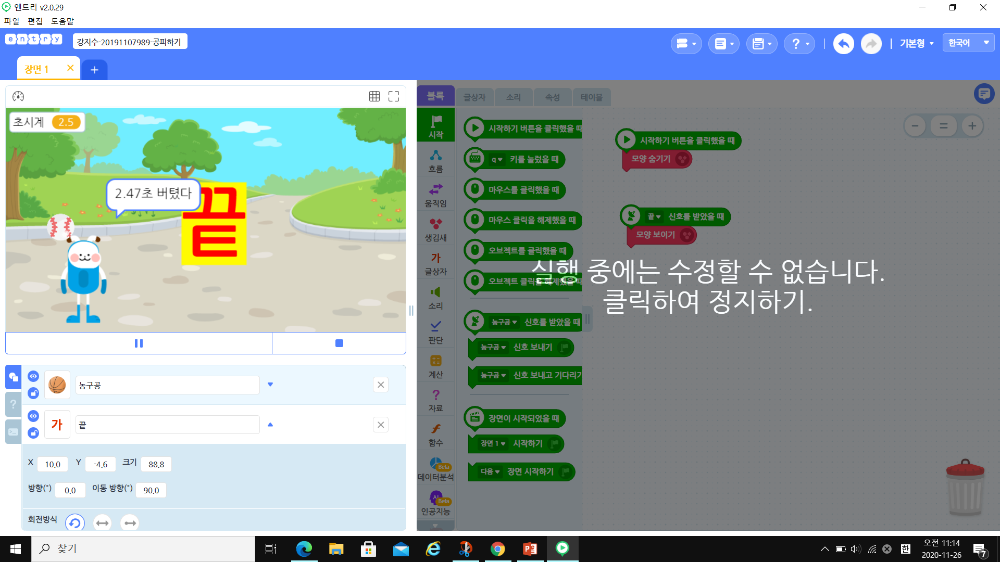 엔트리 v2.0.29
파일 편집 도움말
entry
강지수-20191107989-공피하기
기본형
한국어
장면 1
초시계 2.5
2.47초 버텼다
끝
농구공
끝
가
X 10.0 Y -4.6 크기 88.8
방향(°) 0.0 이동 방향(°) 90.0
회전방식
블록 글상자 소리 속성 테이블
시작
흐름
움직임
생김새
가
글상자
소리
판단
계산
자료
함수
Beta
데이터분석
AI
Beta
인공지능
시작하기 버튼을 클릭했을 때
q 키를 눌렀을 때
마우스를 클릭했을 때
마우스 클릭을 해제했을 때
오브젝트를 클릭했을 때
오브젝트 클릭을 해제했을 때
농구공 신호를 받았을 때
농구공 신호 보내기
농구공 신호 보내고 기다리기
장면이 시작되었을 때
장면 1 시작하기
다음 장면 시작하기
시작하기 버튼을 클릭했을 때
모양 숨기기
끝 신호를 받았을 때
모양 보이기
실행 중에는 수정할 수 없습니다.
클릭하여 정지하기.
찾기
한
오전 11:14
2020-11-26
7